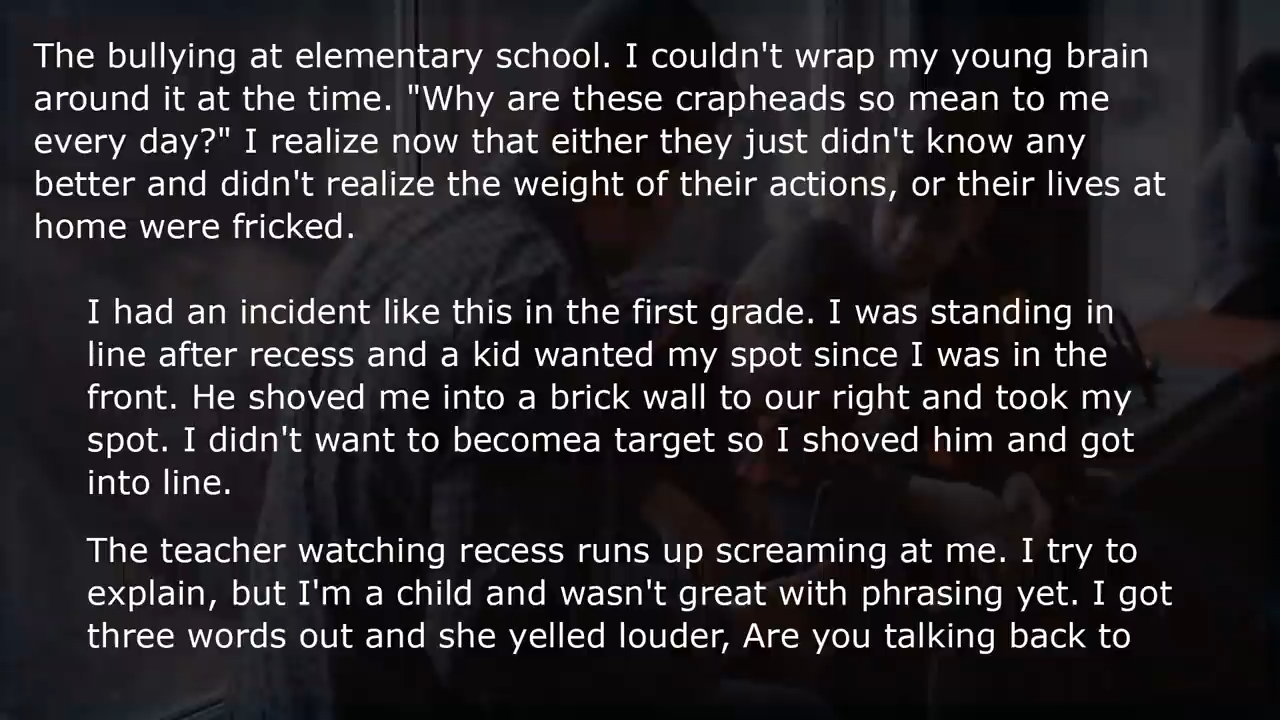 The bullying at elementary school. I couldn't wrap my young brain
around it at the time. "Why are these crapheads so mean to me
every day?" I realize now that either they just didn't know any
better and didn't realize the weight of their actions, or their lives at
home were fricked.
I had an incident like this in the first grade. I was standing in
line after recess and a kid wanted my spot since I was in the
front. He shoved me into a brick wall to our right and took my
spot. I didn't want to becomea target so I shoved him and got
into line.
The teacher watching recess runs up screaming at me. I try to
explain, but I'm a child and wasn't great with phrasing yet. I got
three words out and she yelled louder, Are you talking back to